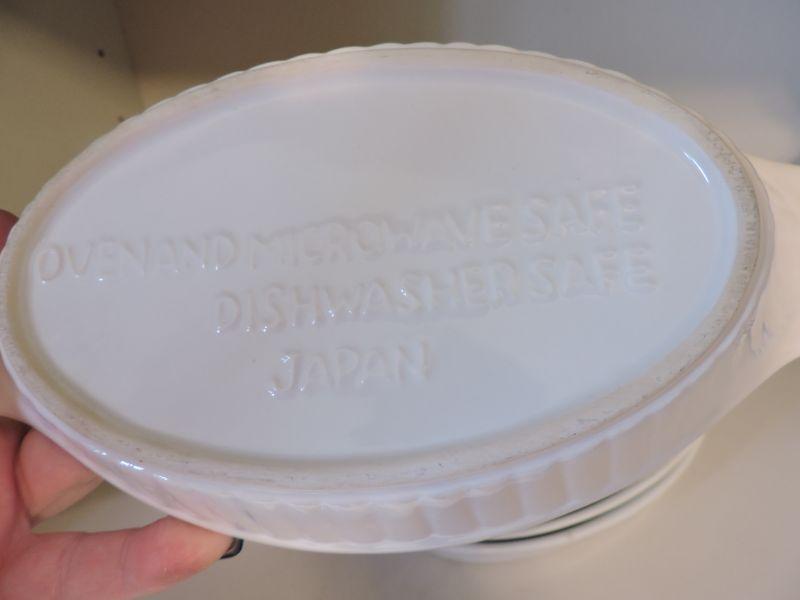 OVEN AND MICROWAVE SAFE
DISHWASHER SAFE
JAPAN